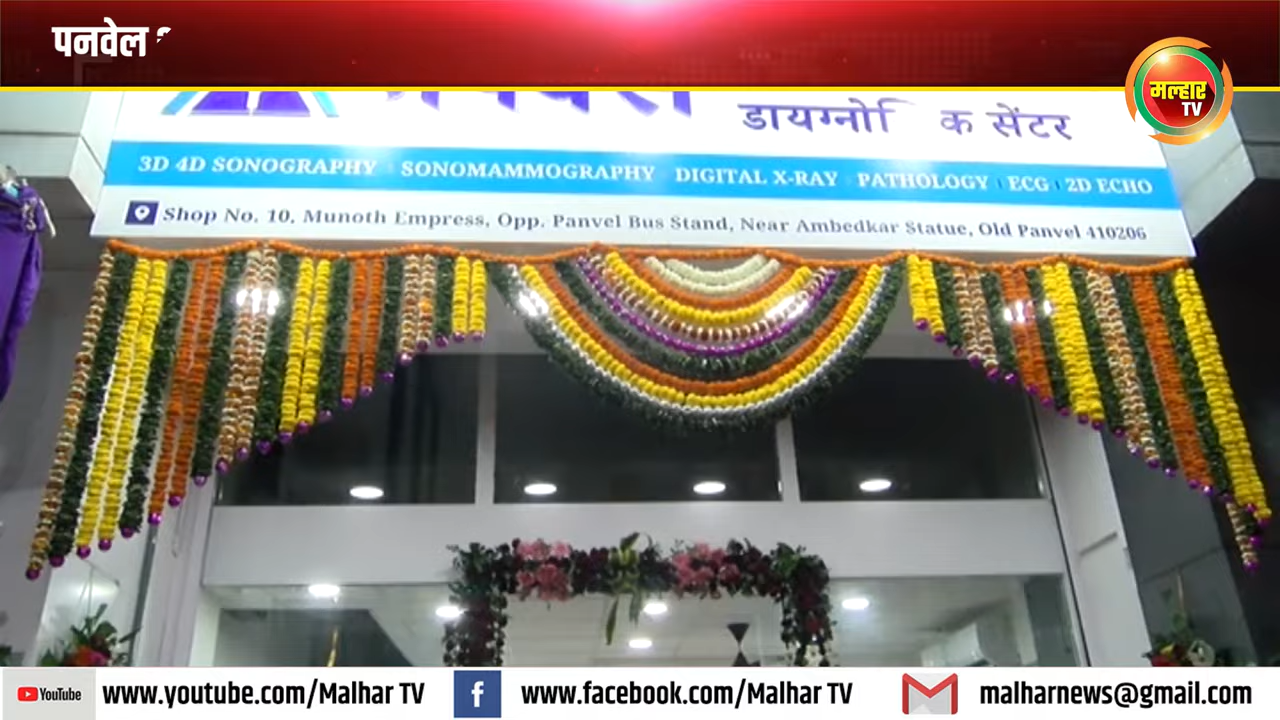 पनवेल
मल्हार
TV
डायग्नो क सेंटर
3D 4D SONOGRAPHY SONOMAMMOGRAPHY DIGITAL X-RAY PATHOLOGY ECG 2D ECHO
Shop No. 10, Munoth Empress, Opp. Panvel Bus Stand, Near Ambedkar Statue, Old Panvel 410206
YouTube www.youtube.com/Malhar TV f www.facebook.com/Malhar TV malharnews@gmail.com